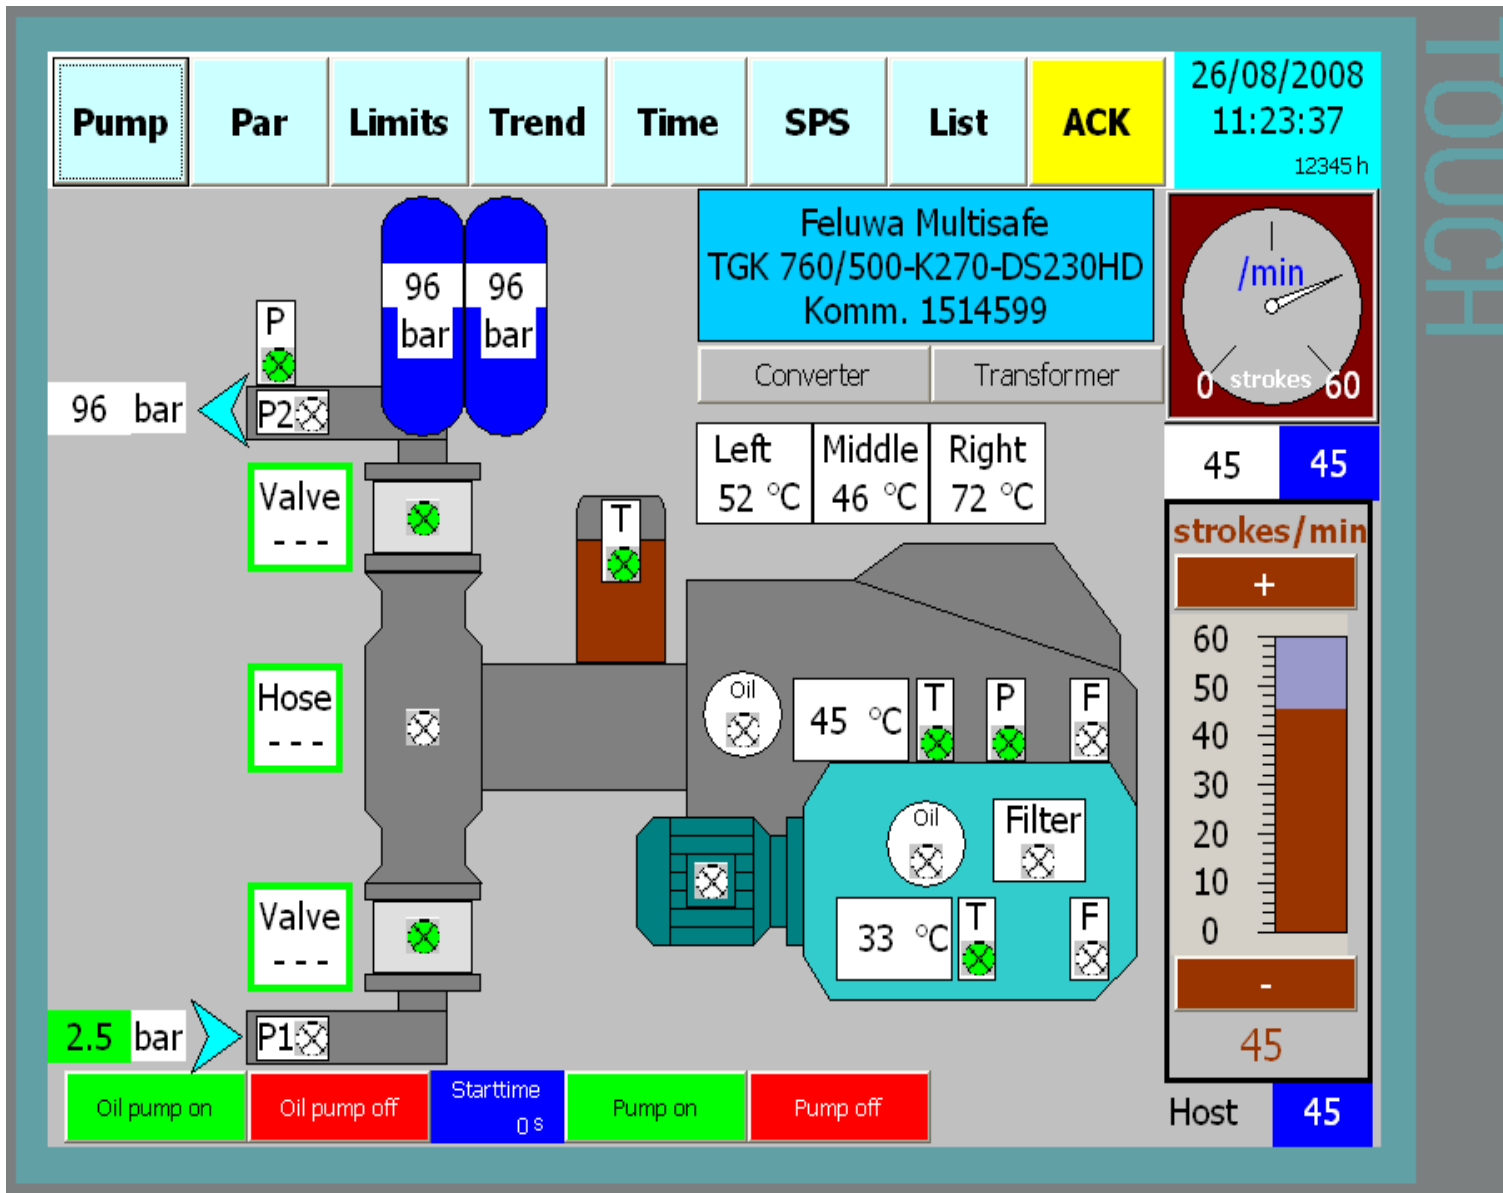 Pump
Par
Limits
Trend
Time
SPS
List
ACK
26/08/2008
11:23:37
12345 h
TOUCH
Feluwa Multisafe
TGK 760/500-K270-DS230HD
Komm. 1514599
Converter
Transformer
/min
0 strokes 60
96
bar
96
bar
P
96 bar
P2
Left
52 °C
Middle
46 °C
Right
72 °C
45
45
Valve
---
T
strokes/min
+
60
50
40
30
20
10
0
-
45
Hose
---
Oil
45 °C
T
P
F
Oil
Filter
Valve
---
33 °C
T
F
2.5 bar
P1
Oil pump on
Oil pump off
Starttime
0 s
Pump on
Pump off
Host
45